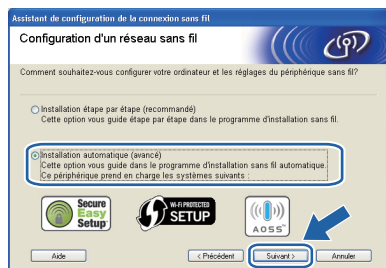 Assistant de configuration de la connexion sans fil
Configuration d'un réseau sans fil
Comment souhaitez-vous configurer votre ordinateur et les réglages du périphérique sans fil?
Installation étape par étape (recommandé)
Cette option vous guide étape par étape dans le programme d'installation sans fil.
Installation automatique (avancé)
Cette option vous guide dans le programme d'installation sans fil automatique.
Ce périphérique prend en charge les systèmes suivants :
Secure
Easy
Setup
WI-FI PROTECTED
SETUP
AOSS™
Aide
< Précédent
Suivant >
Annuler